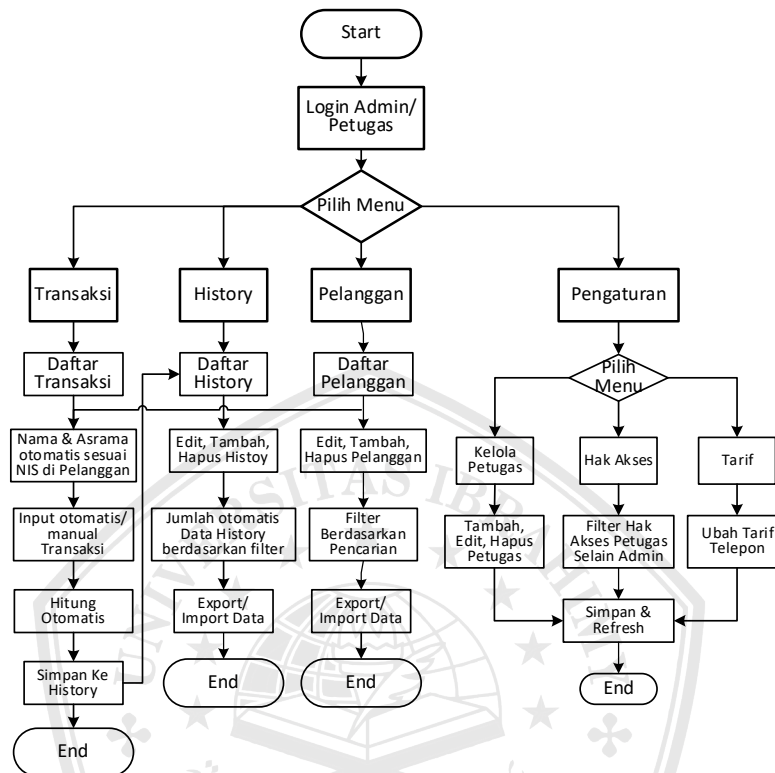 Start
Login Admin/
Petugas
Pilih Menu
Transaksi
History
Pelanggan
Pengaturan
Daftar
Transaksi
Daftar
History
Daftar
Pelanggan
Pilih
Menu
Nama & Asrama
otomatis sesuai
NIS di Pelanggan
Edit, Tambah,
Hapus Histoy
Edit, Tambah,
Hapus Pelanggan
Kelola
Petugas
Hak Akses
Tarif
Input otomatis/
manual
Transaksi
Jumlah otomatis
Data History
berdasarkan filter
Filter
Berdasarkan
Pencarian
Tambah,
Edit, Hapus
Petugas
Filter Hak
Akses Petugas
Selain Admin
Ubah Tarif
Telepon
Hitung
Otomatis
Export/
Import Data
Export/
Import Data
Simpan &
Refresh
Simpan Ke
History
End
End
End
End
UNIVERSITAS IBRAHIMY